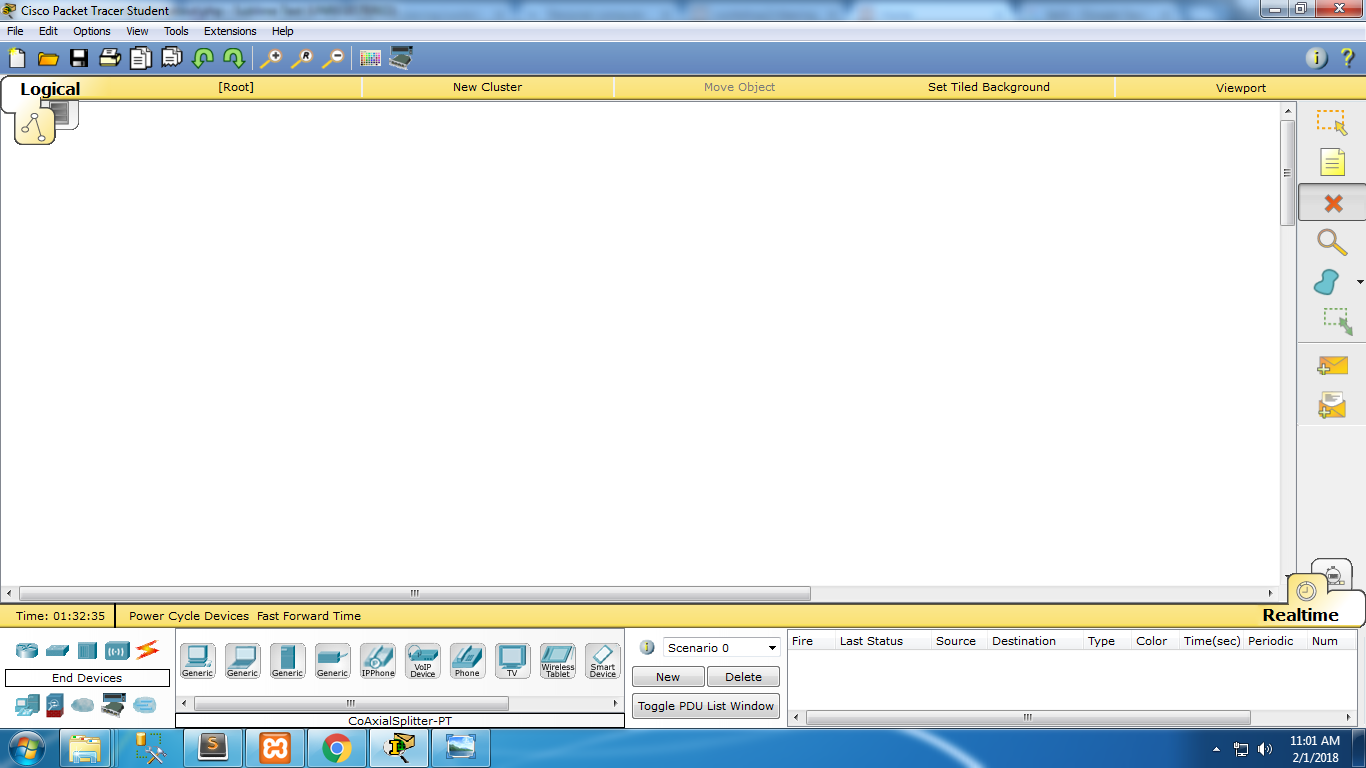 Cisco Packet Tracer Student
File Edit Options View Tools Extensions Help
Logical [Root] New Cluster Move Object Set Tiled Background Viewport
Time: 01:32:35 Power Cycle Devices Fast Forward Time Realtime
End Devices
Generic Generic Generic Generic IPPhone VoIP Device Phone TV Wireless Tablet Smart Device
CoAxialSplitter-PT
Scenario 0
New Delete
Toggle PDU List Window
Fire Last Status Source Destination Type Color Time(sec) Periodic Num
11:01 AM
2/1/2018